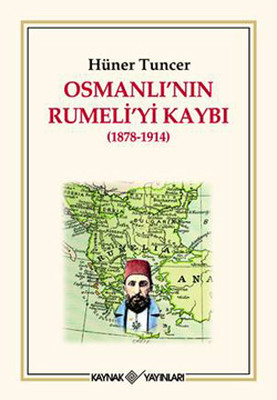 Hüner Tuncer
OSMANLI'NIN
RUMELİ'Yİ KAYBI
(1878-1914)
KAYNAK YAYINLARI